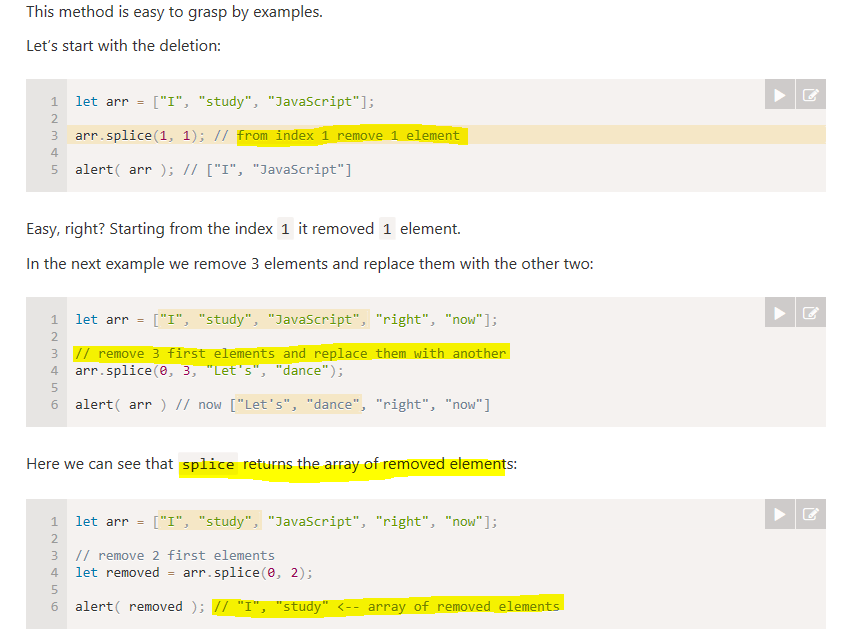 This method is easy to grasp by examples.
Let's start with the deletion:
1 let arr = ["I", "study", "JavaScript"];
2
3 arr.splice(1, 1); // from index 1 remove 1 element
4
5 alert( arr ); // ["I", "JavaScript"]
Easy, right? Starting from the index 1 it removed 1 element.
In the next example we remove 3 elements and replace them with the other two:
1 let arr = ["I", "study", "JavaScript", "right", "now"];
2
3 // remove 3 first elements and replace them with another
4 arr.splice(0, 3, "Let's", "dance");
5
6 alert( arr ) // now ["Let's", "dance", "right", "now"]
Here we can see that splice returns the array of removed elements:
1 let arr = ["I", "study", "JavaScript", "right", "now"];
2
3 // remove 2 first elements
4 let removed = arr.splice(0, 2);
5
6 alert( removed ); // "I", "study" <-- array of removed elements